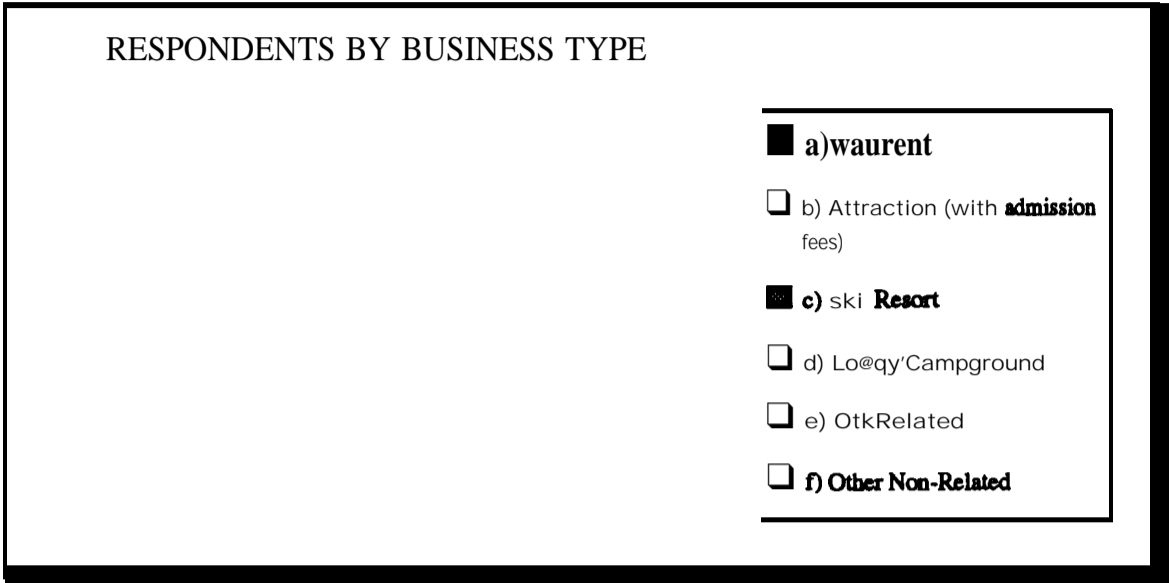 RESPONDENTS BY BUSINESS TYPE
a)waurent
b) Attraction (with admission
fees)
c) ski Resort
d) Lo@qy'Campground
e) OtkRelated
f) Other Non-Related